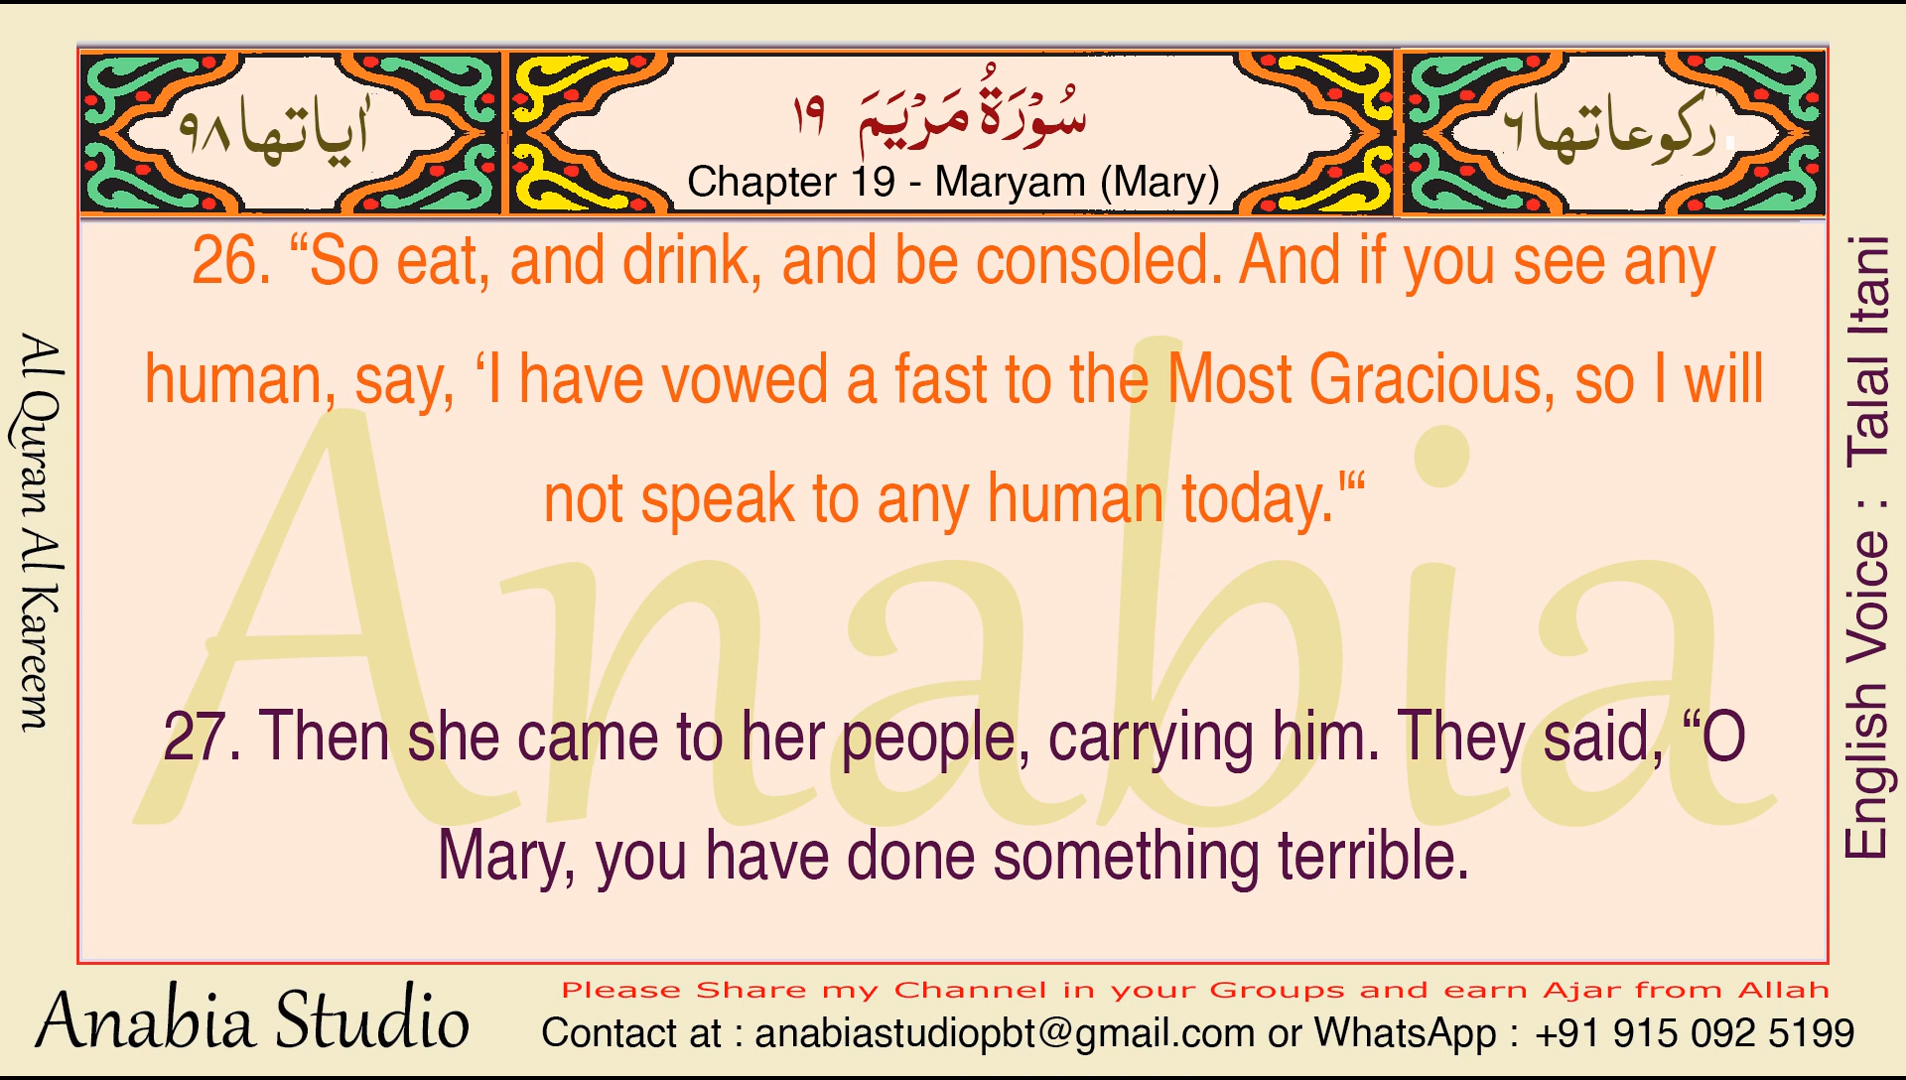 اٰیاتها ٩٨
سُوْرَةُ مَرْيَمَ ١٩
رکوعاتها ٦
Chapter 19 - Maryam (Mary)
26. “So eat, and drink, and be consoled. And if you see any
human, say, ‘I have vowed a fast to the Most Gracious, so I will
not speak to any human today.'“
27. Then she came to her people, carrying him. They said, “O
Mary, you have done something terrible.
Anabia
Al Quran Al Kareem
English Voice : Talal Itani
Anabia Studio
Please Share my Channel in your Groups and earn Ajar from Allah
Contact at : anabiastudiopbt@gmail.com or WhatsApp : +91 915 092 5199